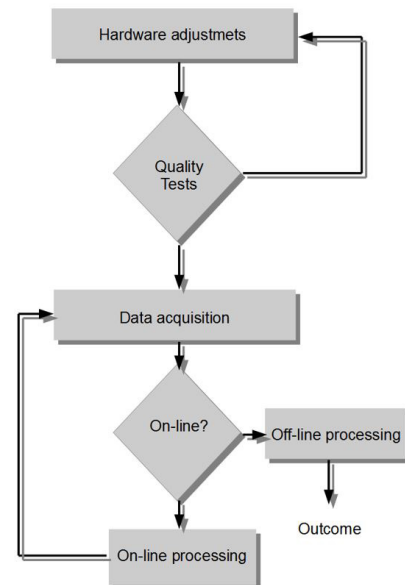 Hardware adjustmets
Quality
Tests
Data acquisition
On-line?
Off-line processing
Outcome
On-line processing